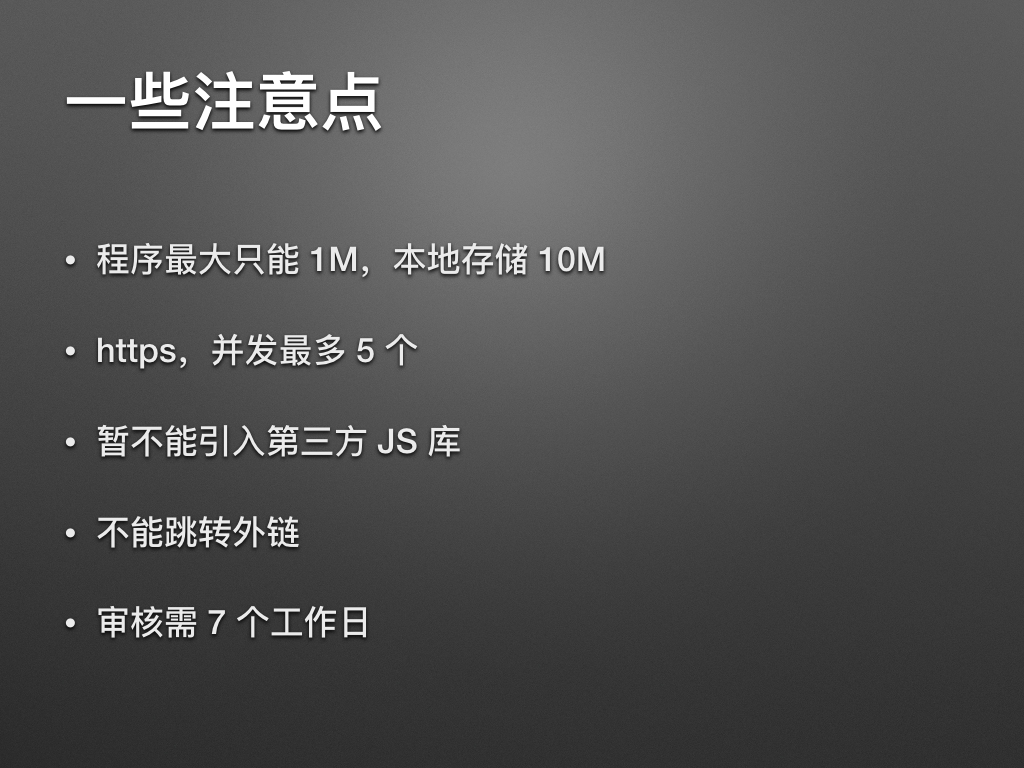 一些注意点
• 程序最大只能 1M，本地存储 10M
• https，并发最多 5 个
• 暂不能引入第三方 JS 库
• 不能跳转外链
• 审核需 7 个工作日